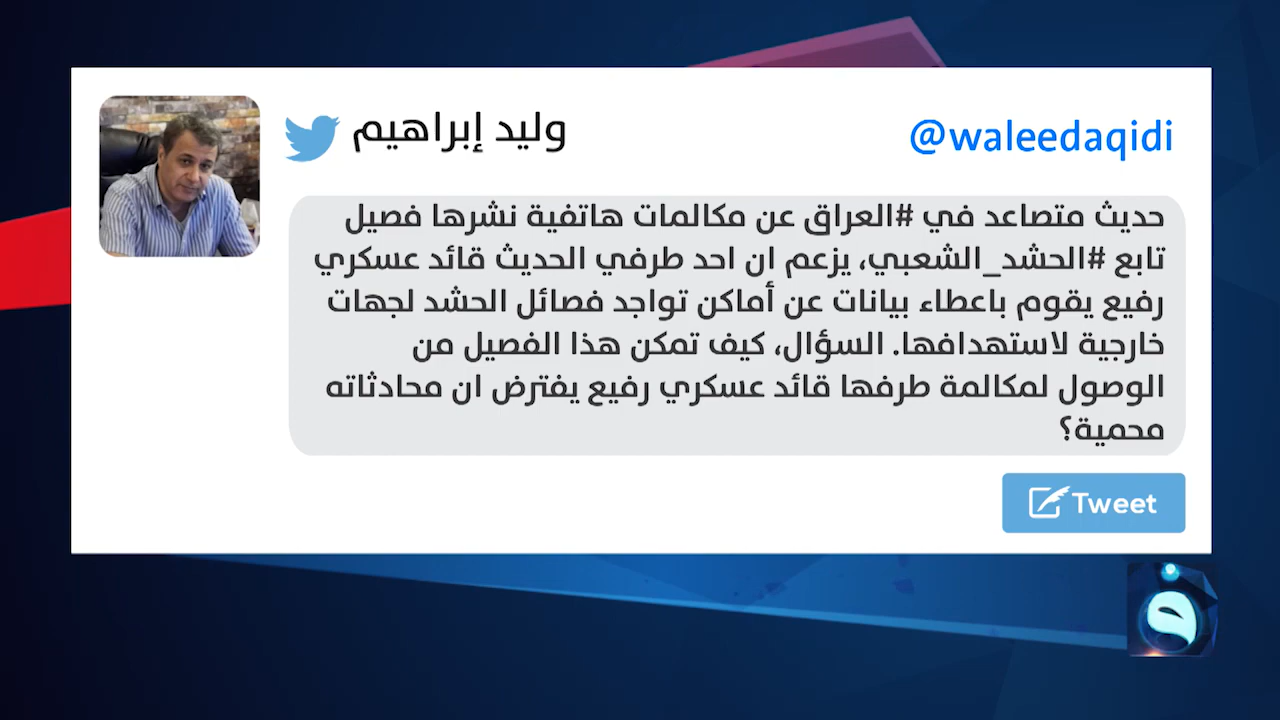 وليد إبراهيم
@waleedaqidi
حديث متصاعد في #العراق عن مكالمات هاتفية نشرها فصيل
تابع #الحشد_الشعبي، يزعم ان احد طرفي الحديث قائد عسكري
رفيع يقوم باعطاء بيانات عن أماكن تواجد فصائل الحشد لجهات
خارجية لاستهدافها. السؤال، كيف تمكن هذا الفصيل من
الوصول لمكالمة طرفها قائد عسكري رفيع يفترض ان محادثاته
محمية؟
Tweet